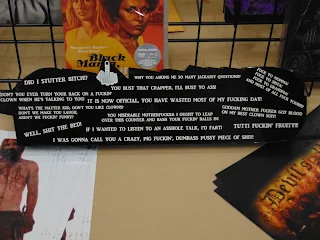 Black Mama,
DID I STUTTER BITCH?
WHY YOU ASKING ME SO MANY JACKASS QUESTIONS?
YOU BUST THAT CRAPPER, I'LL BUST YO ASS!
DON'T YOU EVER TURN YOUR BACK ON A FUCKIN'
CLOWN WHEN HE'S TALKING TO YOU!
IT IS NOW OFFICIAL, YOU HAVE WASTED MOST OF MY FUCKING DAY!
WHAT'S THE MATTER KID; DON'T YOU LIKE CLOWNS?
DON'T WE MAKE YOU LAUGH,
AREN'T WE FUCKIN' FUNNY?
GODDAM MOTHER FUCKER GOT BLOOD
ON MY BEST CLOWN SUIT!
YOU MISERABLE MOTHERFUCKER I OUGHTA LEAP
OVER THIS COUNTER AND BASH YOUR FUCKIN' BALLS IN!
WELL, SHIT THE BED!
IF I WANTED TO LISTEN TO AN ASSHOLE TALK, I'D FART!
TUTTI FUCKIN' FRUITY!
I WAS GONNA CALL YOU A CRAZY, PIG FUCKIN', DUMBASS PUSSY PIECE OF SHIT!
Devil's